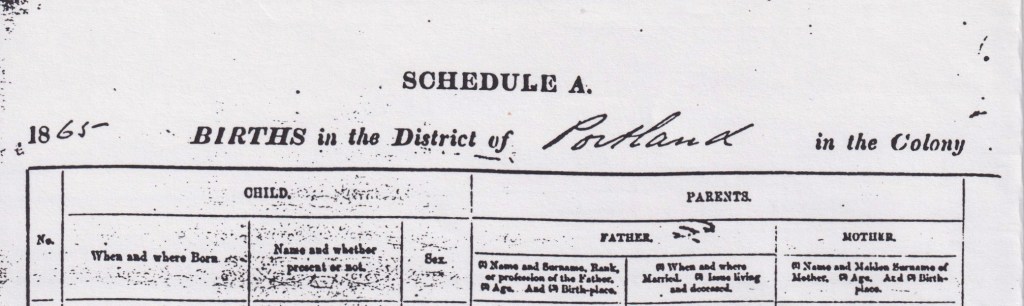 SCHEDULE A.
1865 BIRTHS in the District of Portland in the Colony
CHILD.
PARENTS.
No.
When and where Born.
Name and whether
present or not.
Sex.
FATHER.
MOTHER.
(1) Name and Surname, Rank,
or profession of the Father,
(2) Age. And (3) Birth-
place.
(1) When and where
Married. (2) Issue living
and deceased.
(1) Name and Maiden Surname of
Mother. (2) Age. And (3) Birth-
place.